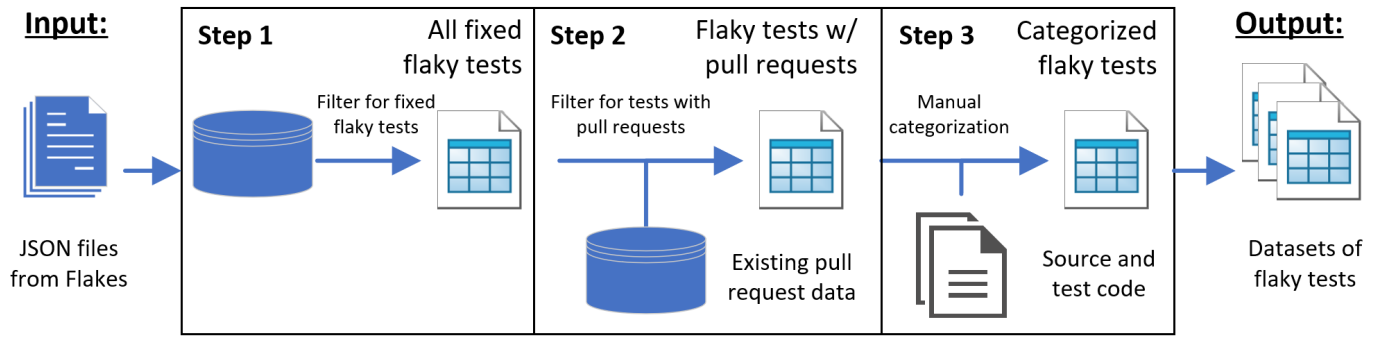 Input:
JSON files
from Flakes
Step 1
All fixed
flaky tests
Filter for fixed
flaky tests
Step 2
Flaky tests w/
pull requests
Filter for tests with
pull requests
Existing pull
request data
Step 3
Categorized
flaky tests
Manual
categorization
Source and
test code
Output:
Datasets of
flaky tests